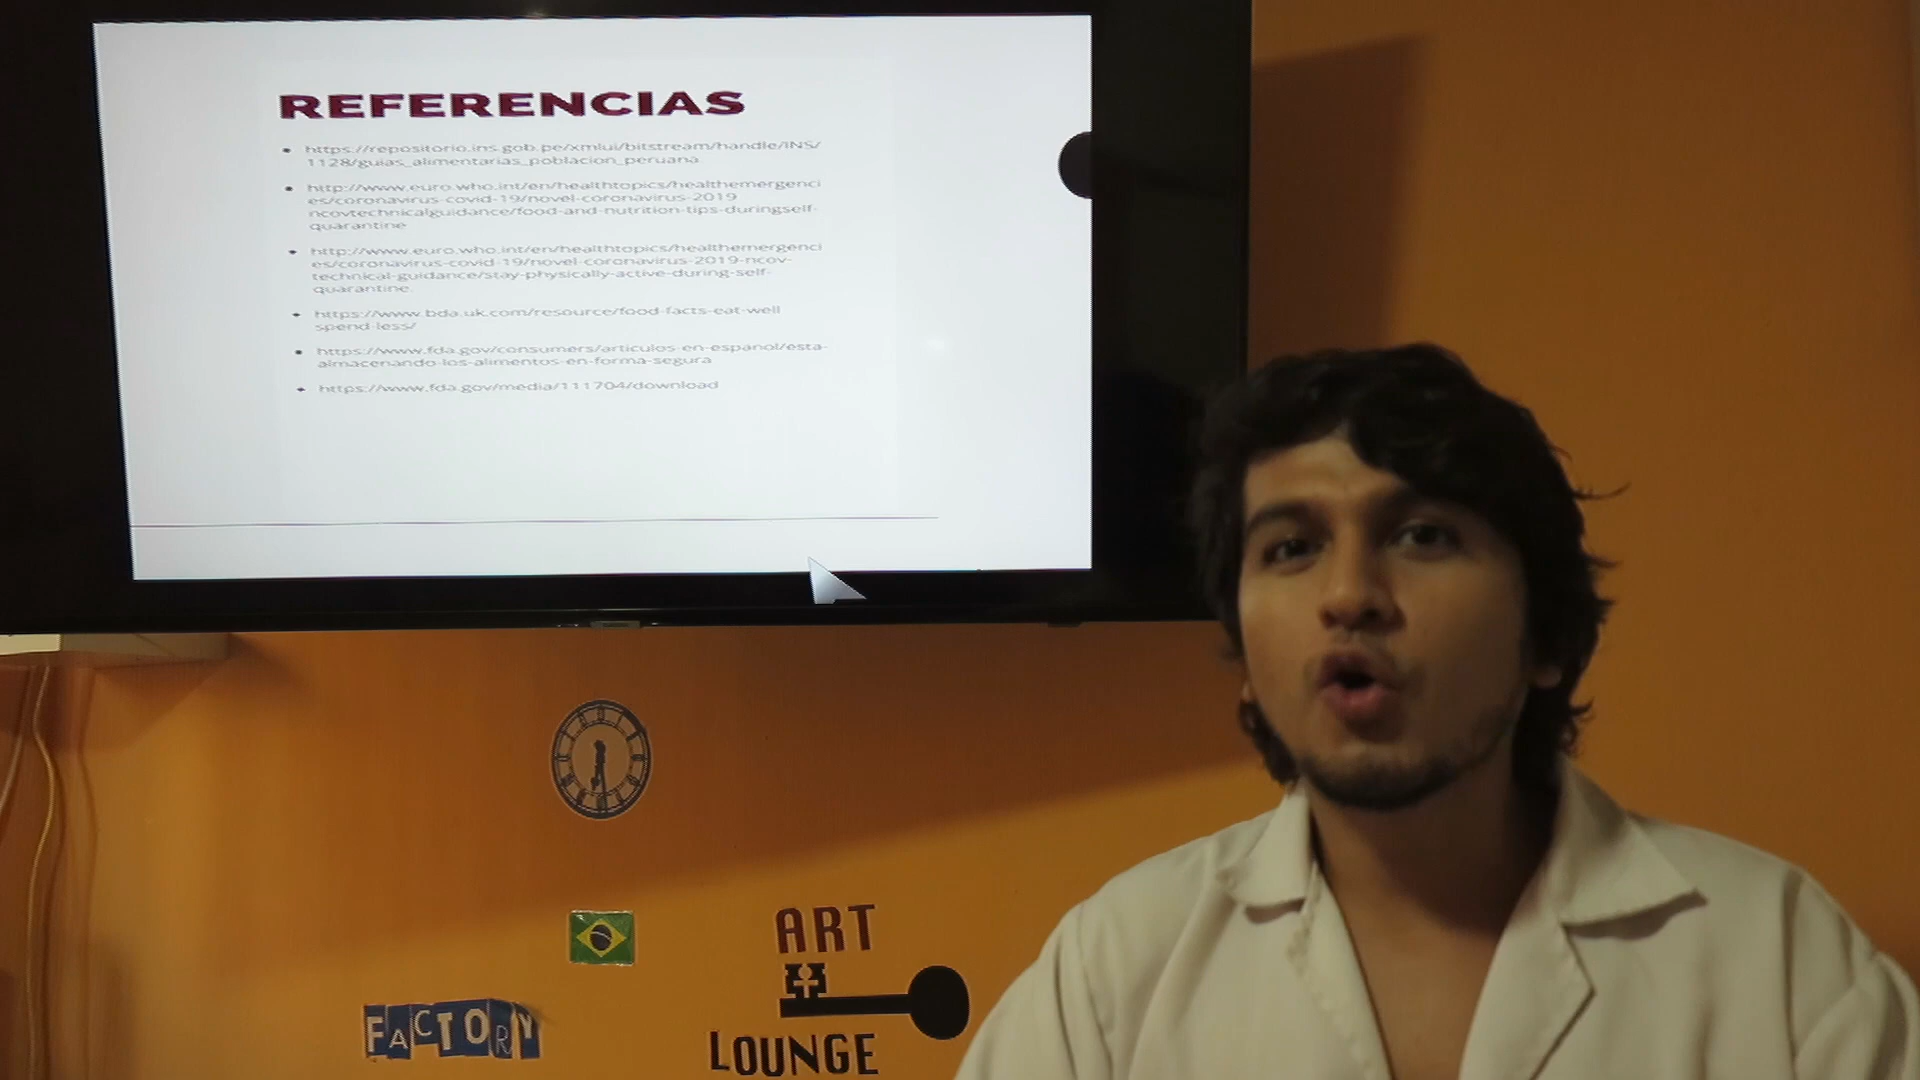 REFERENCIAS
• https://repositorio.ins.gob.pe/xmlui/bitstream/handle/INS/
1128/guias_alimentarias_poblacion_peruana.
• http://www.euro.who.int/en/healthtopics/healthemergenci
es/coronavirus-covid-19/novel-coronavirus-2019
ncovtechnicalguidance/food-and-nutrition-tips-duringself-
quarantine
• http://www.euro.who.int/en/healthtopics/healthemergenci
es/coronavirus-covid-19/novel-coronavirus-2019-ncov-
technical-guidance/stay-physically-active-during-self-
quarantine.
• https://www.bda.uk.com/resource/food-facts-eat-well
spend-less/
• https://www.fda.gov/consumers/articulos-en-espanol/esta-
almacenando-los-alimentos-en-forma-segura
• https://www.fda.gov/media/111704/download
ART
LOUNGE
FACTORY